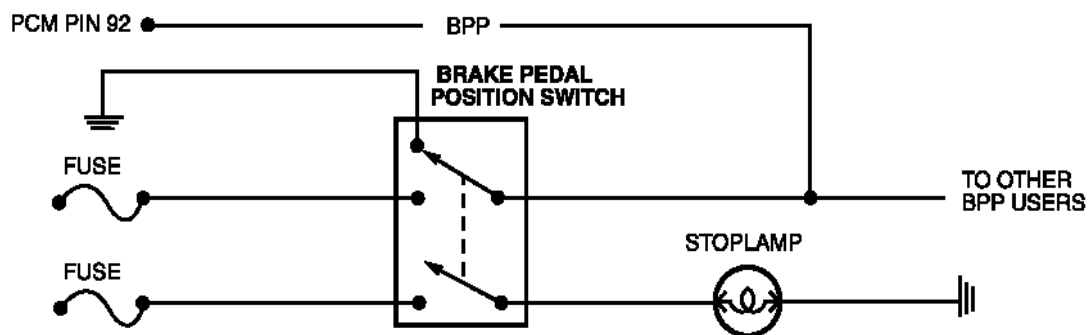 PCM PIN 92
BPP
BRAKE PEDAL
POSITION SWITCH
FUSE
TO OTHER
BPP USERS
STOPLAMP
FUSE